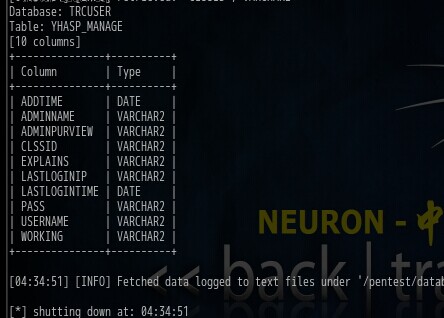 Database: TRCUSER
Table: YHASP_MANAGE
[10 columns]
+---------------+----------+
| Column | Type |
+---------------+----------+
| ADDTIME | DATE |
| ADMINNAME | VARCHAR2 |
| ADMINPURVIEW | VARCHAR2 |
| CLSSID | VARCHAR2 |
| EXPLAINS | VARCHAR2 |
| LASTLOGINIP | VARCHAR2 |
| LASTLOGINTIME | DATE |
| PASS | VARCHAR2 |
| USERNAME | VARCHAR2 |
| WORKING | VARCHAR2 |
+---------------+----------+
NEURON - 中
[04:34:51] [INFO] Fetched data logged to text files under '/pentest/datab
<< back | tra
[*] shutting down at: 04:34:51